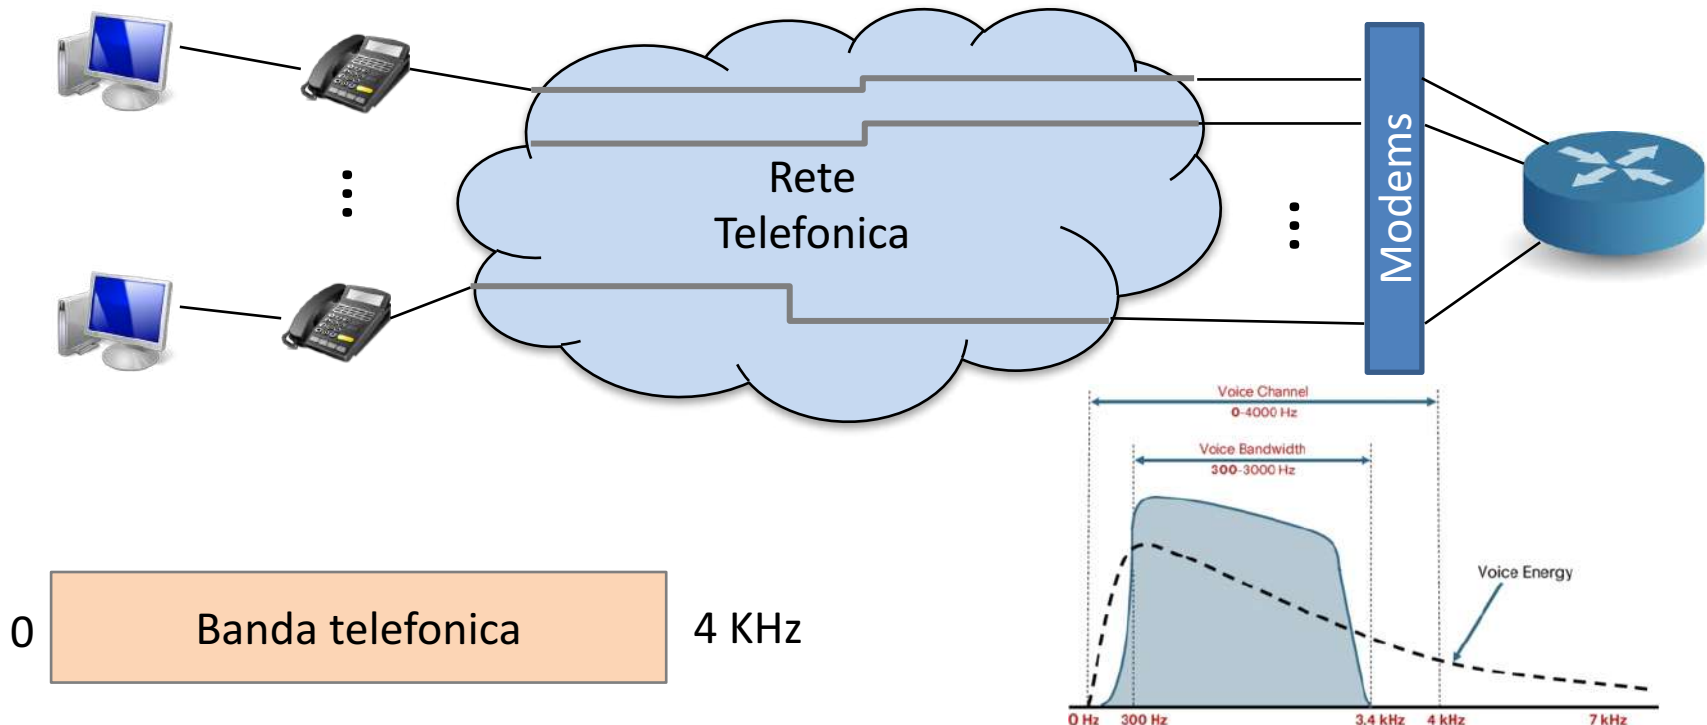 Rete
Telefonica
Modems
Voice Channel
0-4000 Hz
Voice Bandwidth
300-3000 Hz
Voice Energy
0 Banda telefonica 4 KHz
0 Hz 300 Hz 3.4 kHz 4 kHz 7 kHz